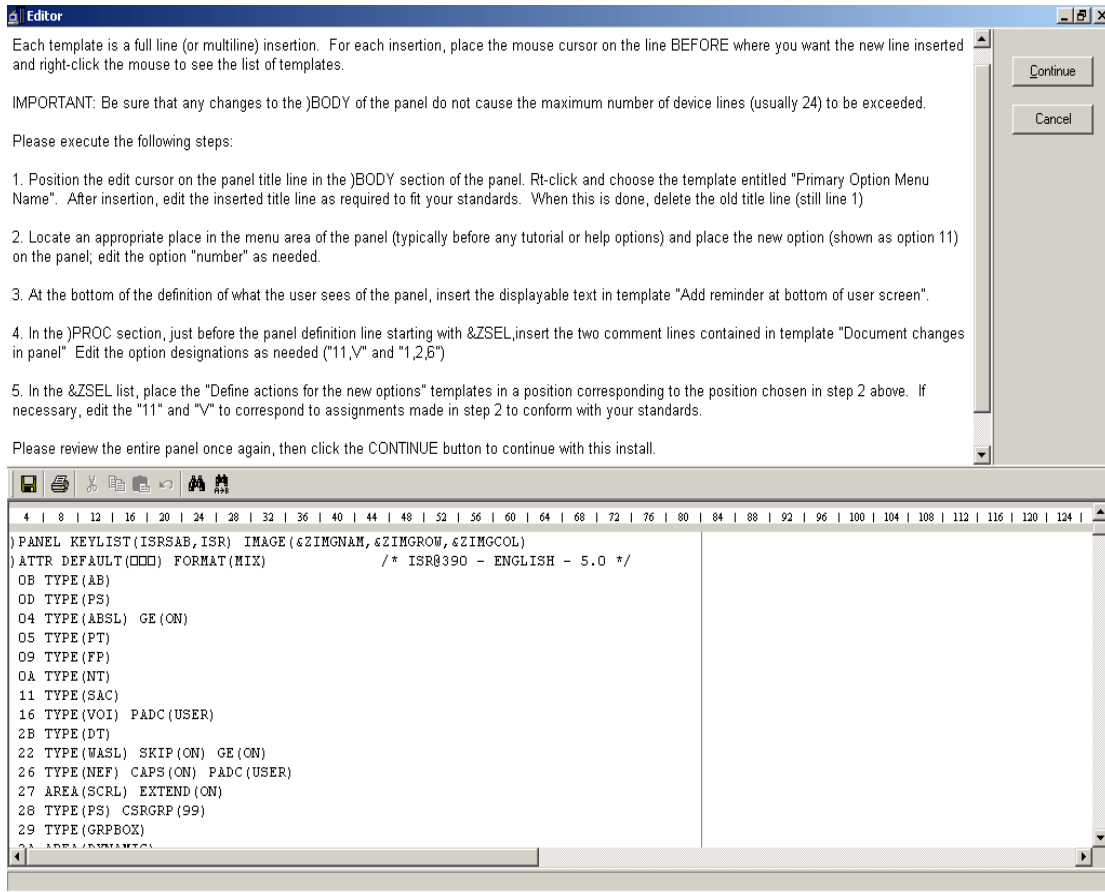 Editor
Each template is a full line (or multiline) insertion.  For each insertion, place the mouse cursor on the line BEFORE where you want the new line inserted
and right-click the mouse to see the list of templates.
IMPORTANT: Be sure that any changes to the )BODY of the panel do not cause the maximum number of device lines (usually 24) to be exceeded.
Please execute the following steps:
1. Position the edit cursor on the panel title line in the )BODY section of the panel. Rt-click and choose the template entitled "Primary Option Menu
Name".  After insertion, edit the inserted title line as required to fit your standards.  When this is done, delete the old title line (still line 1)
2. Locate an appropriate place in the menu area of the panel (typically before any tutorial or help options) and place the new option (shown as option 11)
on the panel; edit the option "number" as needed.
3. At the bottom of the definition of what the user sees of the panel, insert the displayable text in template "Add reminder at bottom of user screen".
4. In the )PROC section, just before the panel definition line starting with &ZSEL,insert the two comment lines contained in template "Document changes
in panel"  Edit the option designations as needed ("11,V" and "1,2,6")
5. In the &ZSEL list, place the "Define actions for the new options" templates in a position corresponding to the position chosen in step 2 above.  If
necessary, edit the "11" and "V" to correspond to assignments made in step 2 to conform with your standards.
Please review the entire panel once again, then click the CONTINUE button to continue with this install.
Continue
Cancel
4 | 8 | 12 | 16 | 20 | 24 | 28 | 32 | 36 | 40 | 44 | 48 | 52 | 56 | 60 | 64 | 68 | 72 | 76 | 80 | 84 | 88 | 92 | 96 | 100 | 104 | 108 | 112 | 116 | 120 | 124 |
)PANEL KEYLIST(ISRSAB,ISR) IMAGE(&ZIMGNAM,&ZIMGROW,&ZIMGCOL)
)ATTR DEFAULT(□□□) FORMAT(MIX)             /* ISR@390 - ENGLISH - 5.0 */
0B TYPE(AB)
0D TYPE(PS)
04 TYPE(ABSL) GE(ON)
05 TYPE(PT)
09 TYPE(FP)
0A TYPE(NT)
11 TYPE(SAC)
16 TYPE(VOI) PADC(USER)
2B TYPE(DT)
22 TYPE(WASL) SKIP(ON) GE(ON)
26 TYPE(NEF) CAPS(ON) PADC(USER)
27 AREA(SCRL) EXTEND(ON)
28 TYPE(PS) CSRGRP(99)
29 TYPE(GRPBOX)